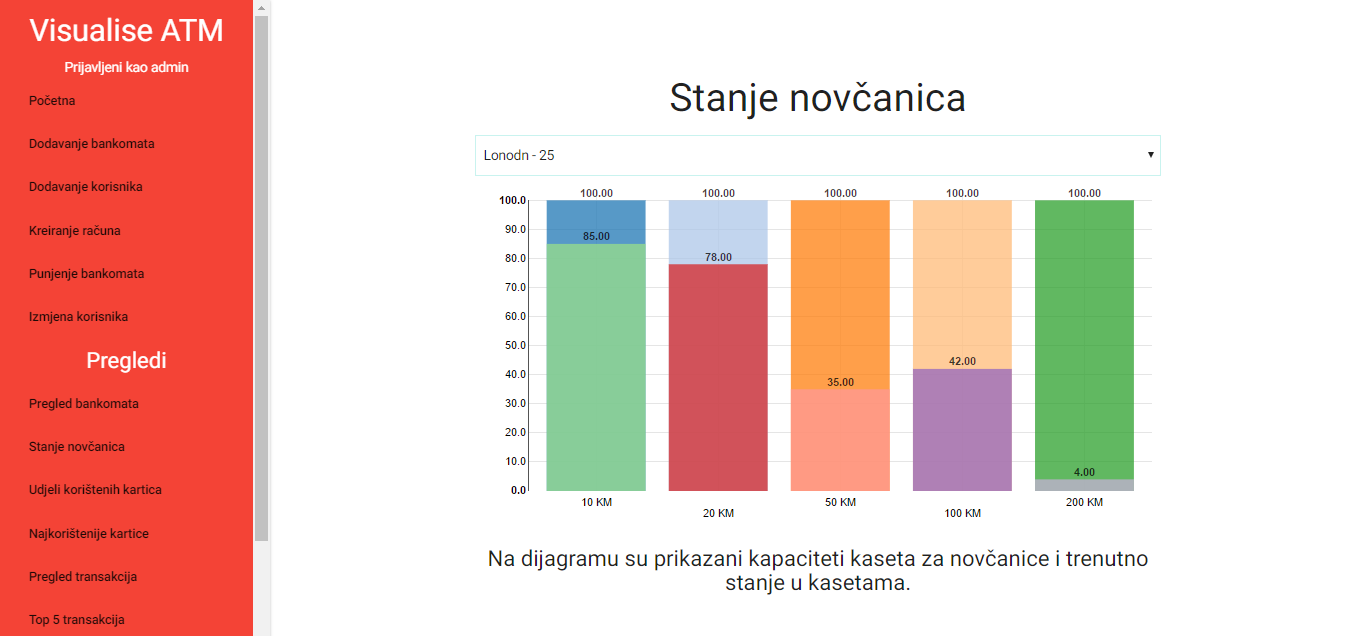 Visualise ATM
Prijavljeni kao admin
Početna
Dodavanje bankomata
Dodavanje korisnika
Kreiranje računa
Punjenje bankomata
Izmjena korisnika
Pregledi
Pregled bankomata
Stanje novčanica
Udjeli korištenih kartica
Najkorištenije kartice
Pregled transakcija
Top 5 transakcija
Stanje novčanica
Lonodn - 25
100.00 100.00 100.00 100.00 100.00
100.0
90.0
85.00
80.0
78.00
70.0
60.0
50.0
42.00
40.0
35.00
30.0
20.0
10.0
4.00
0.0
10 KM 50 KM 200 KM
20 KM 100 KM
Na dijagramu su prikazani kapaciteti kaseta za novčanice i trenutno
stanje u kasetama.